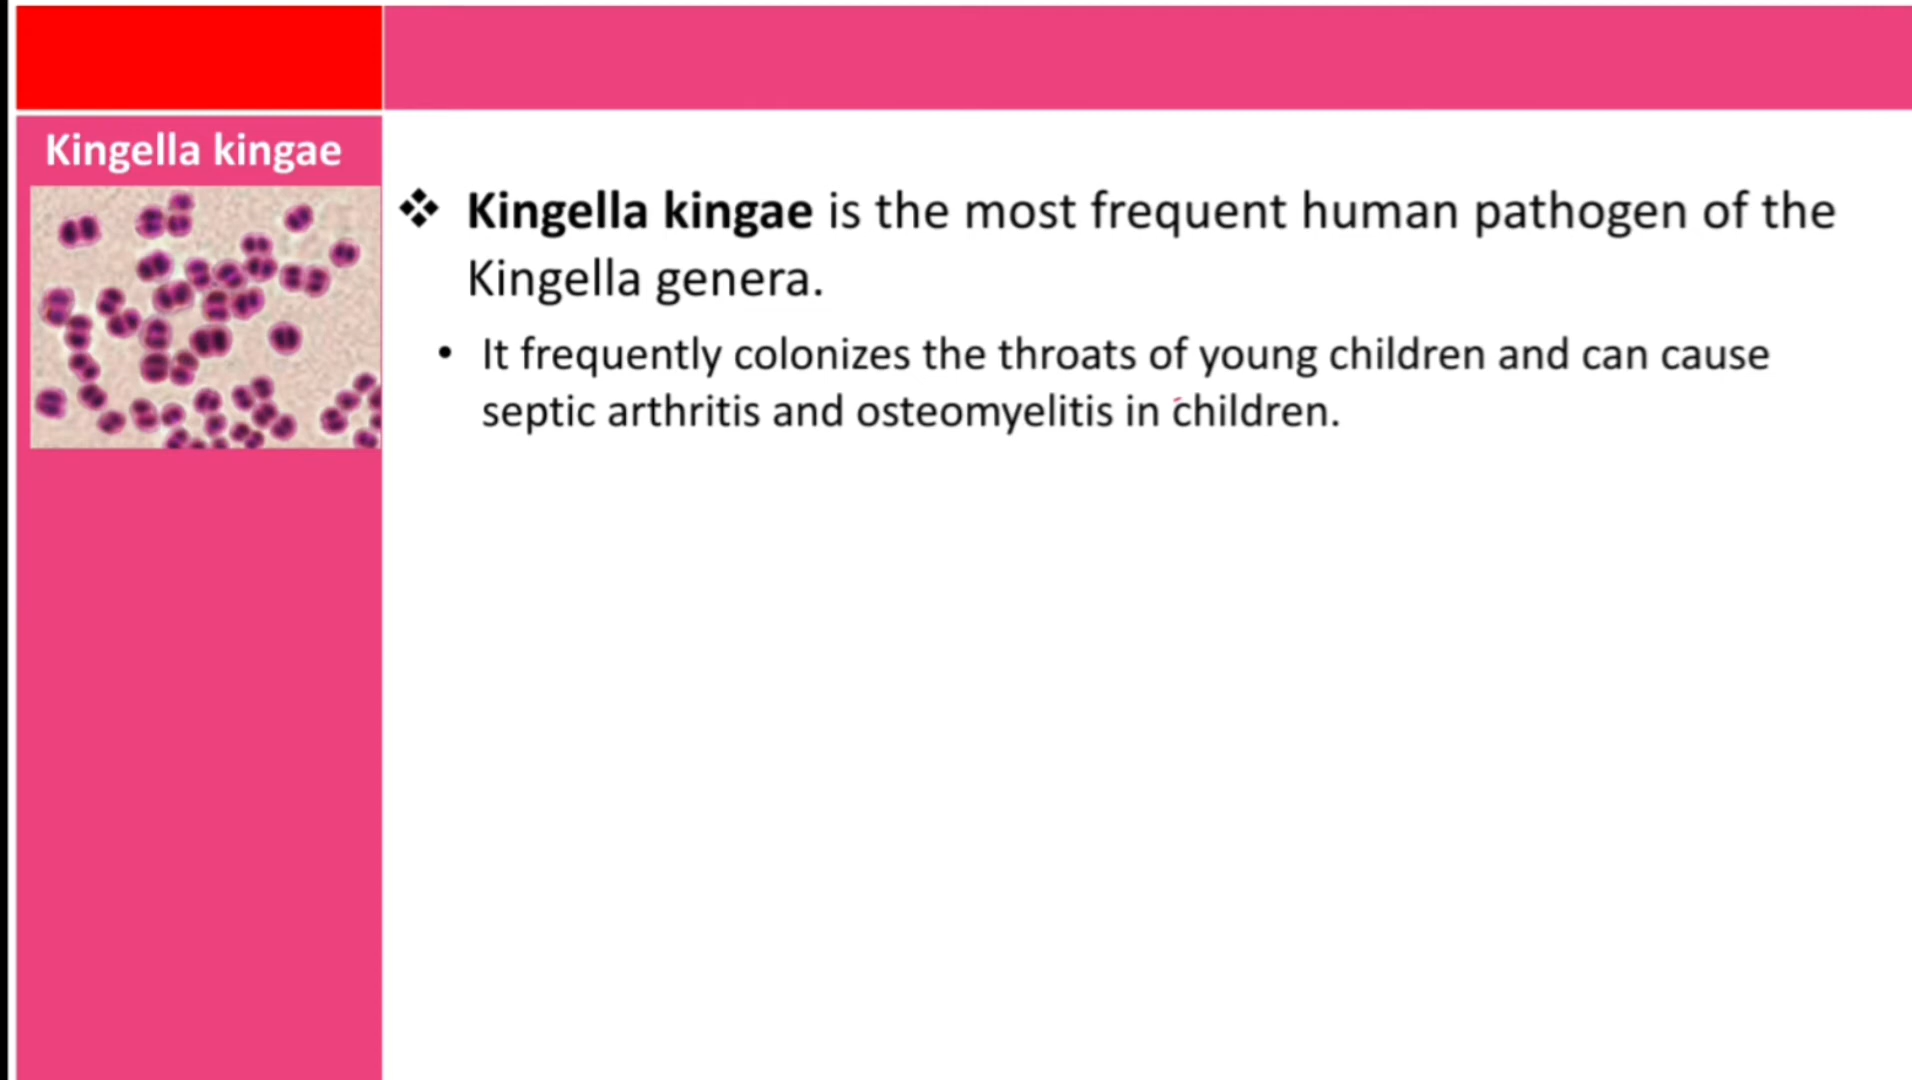 Kingella kingae
❖ Kingella kingae is the most frequent human pathogen of the
Kingella genera.
• It frequently colonizes the throats of young children and can cause
septic arthritis and osteomyelitis in children.